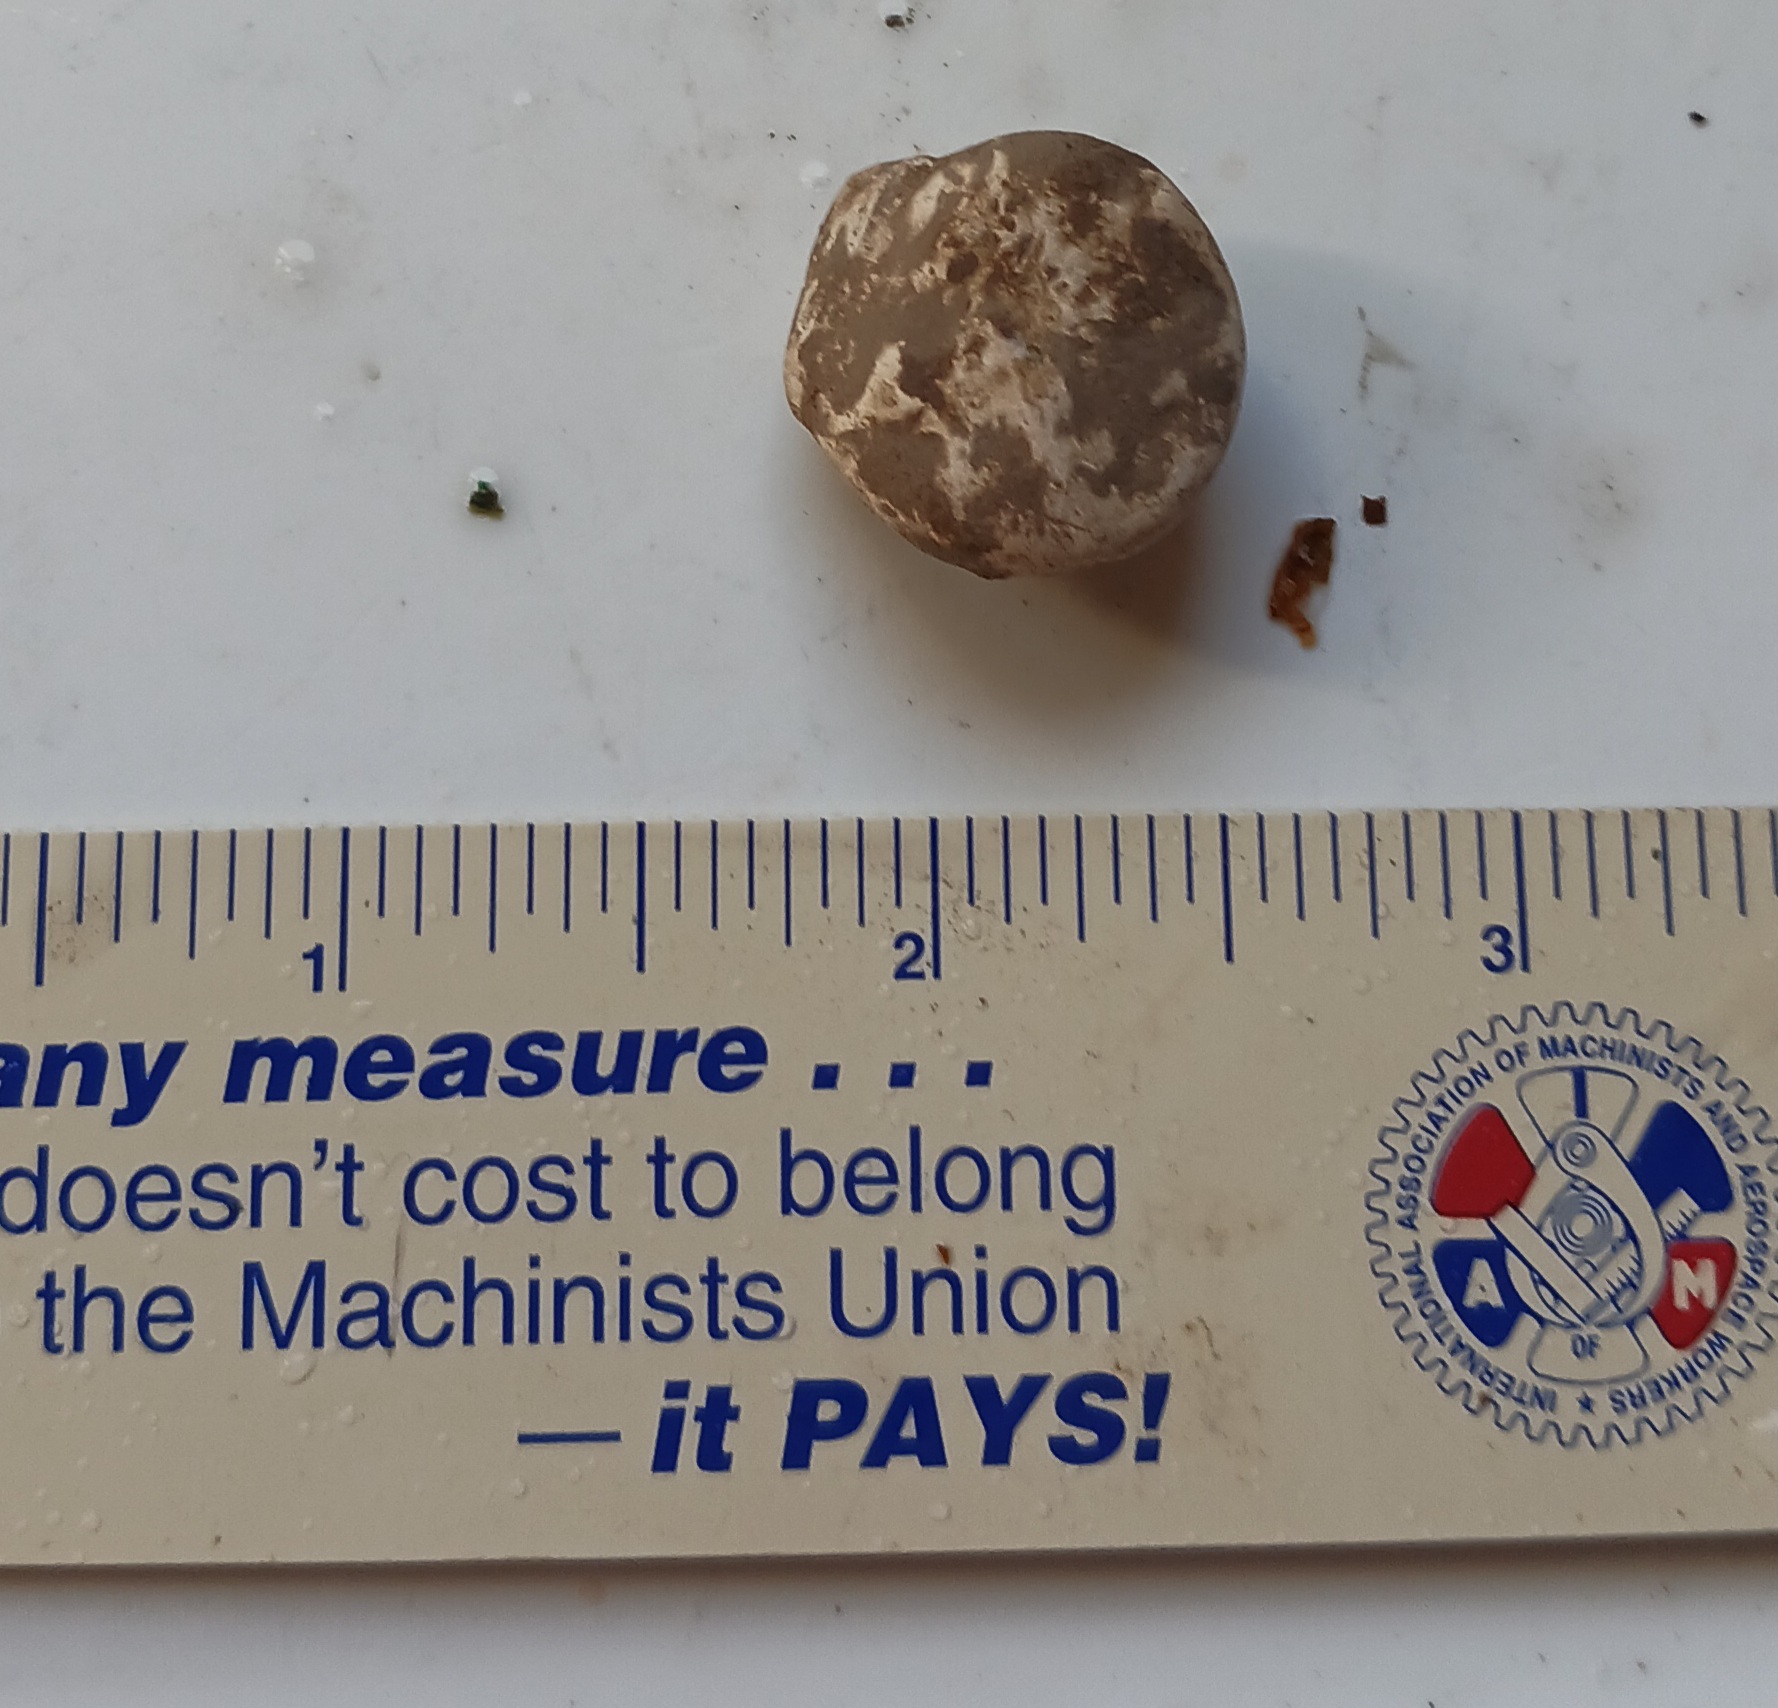 1 2 3
any measure . . .
doesn't cost to belong
the Machinists Union
— it PAYS!
INTERNATIONAL ASSOCIATION OF MACHINISTS AND AEROSPACE WORKERS ★
I
A M
OF